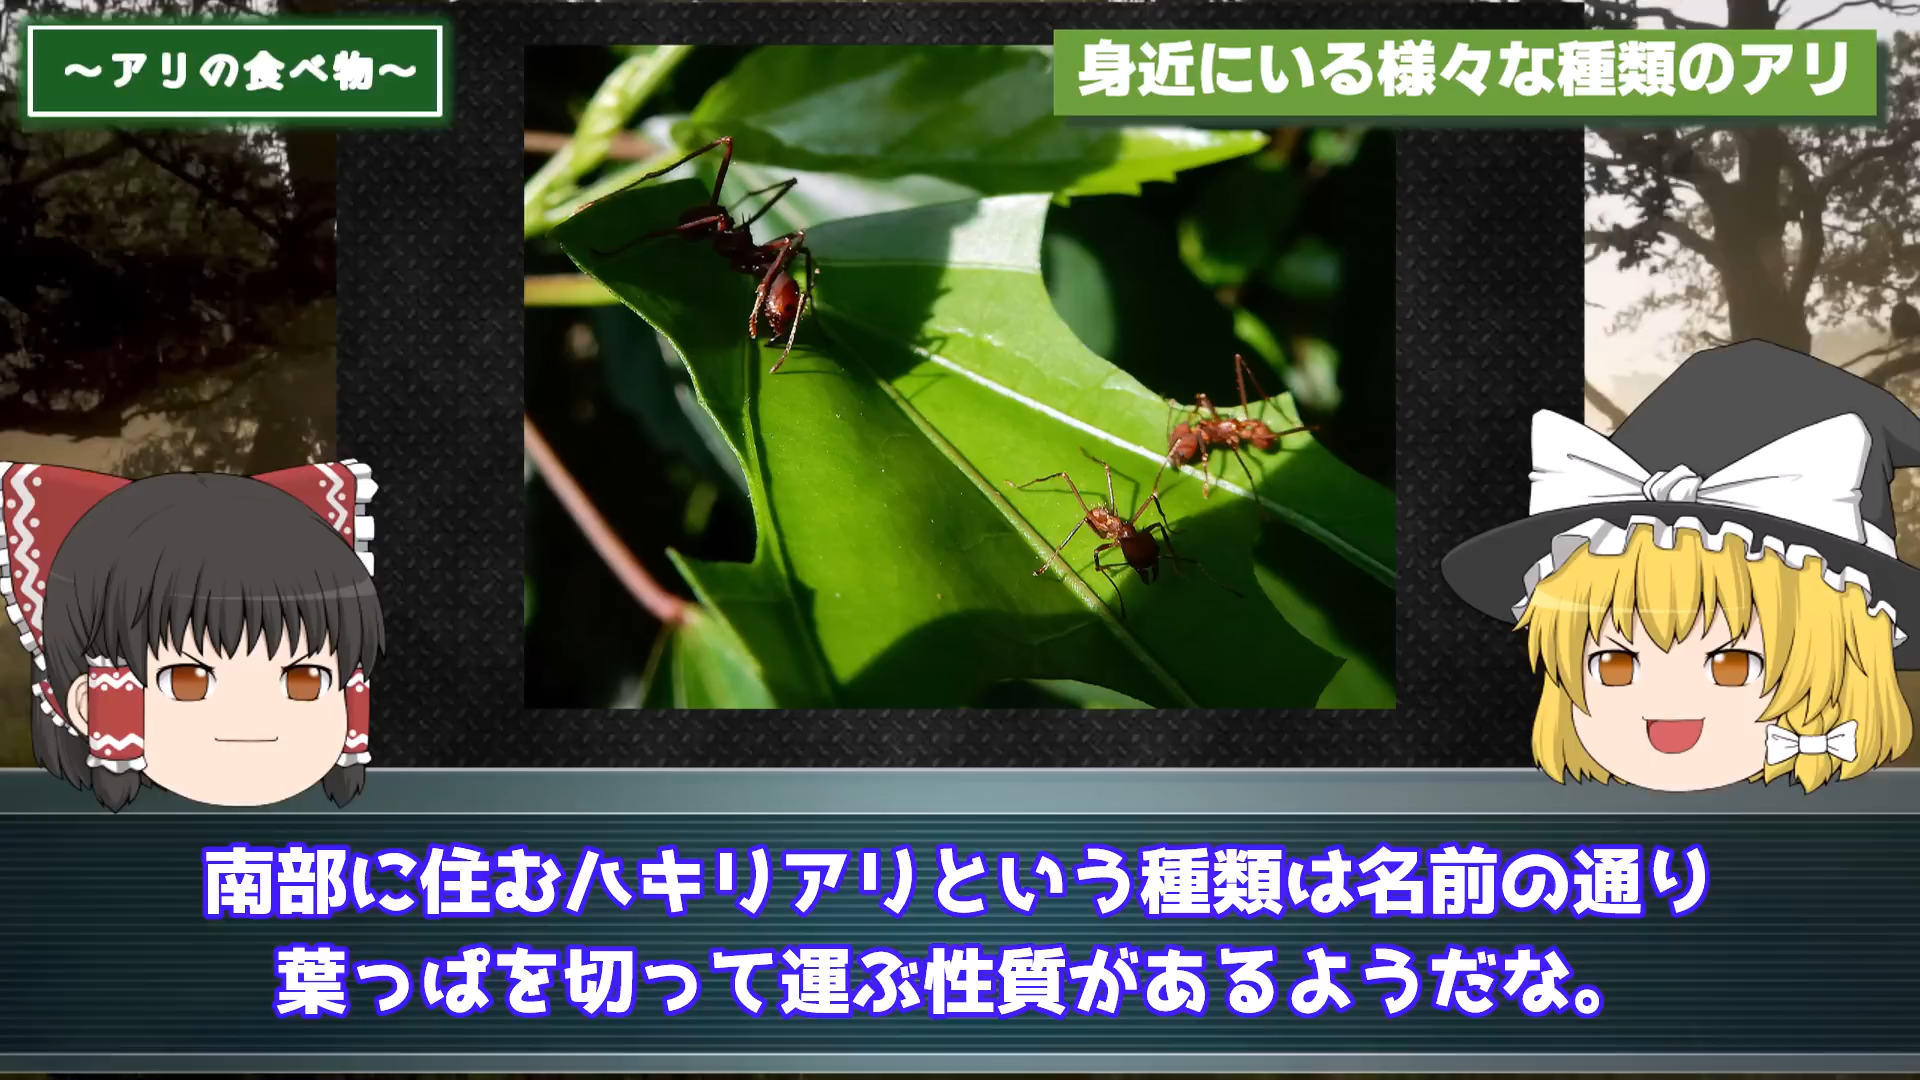 ～アリの食べ物～
身近にいる様々な種類のアリ
南部に住むハキリアリという種類は名前の通り
葉っぱを切って運ぶ性質があるようだな。